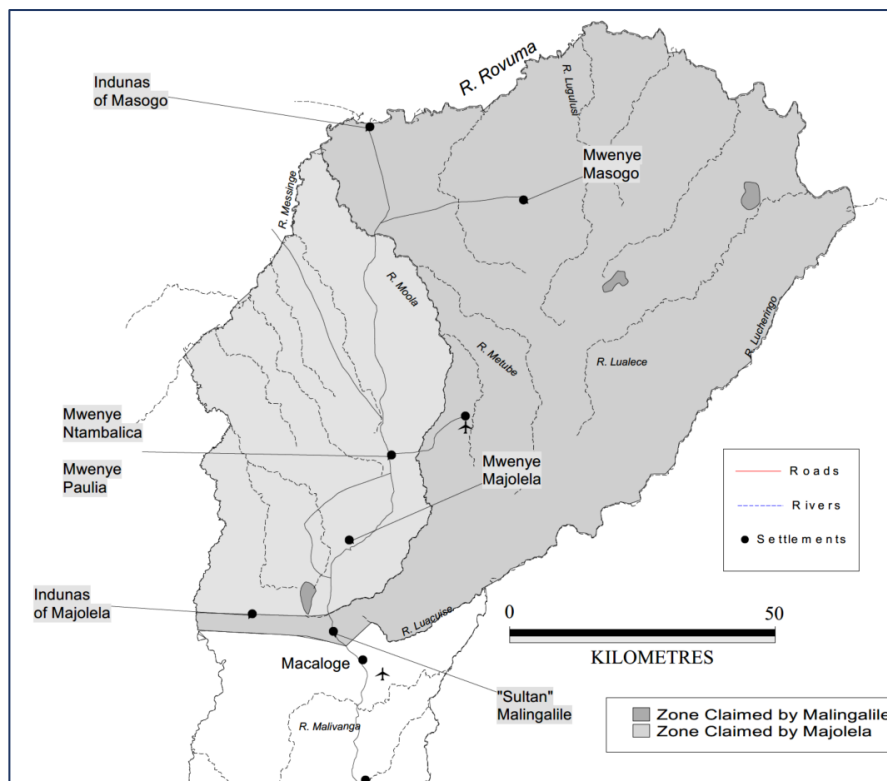 R. Rovuma
Indunas
of Masogo
R. Lugulusi
Mwenye
Masogo
R. Messinge
R. Moola
R. Lucheringo
R. Metube
R. Lualece
Mwenye
Ntambalica
Mwenye
Paulia
Mwenye
Majolela
Roads
Rivers
Settlements
Indunas
of Majolela
R. Luacuise
0 50
KILOMETRES
Macaloge
"Sultan"
Malingalile
R. Malivanga
Zone Claimed by Malingalile
Zone Claimed by Majolela